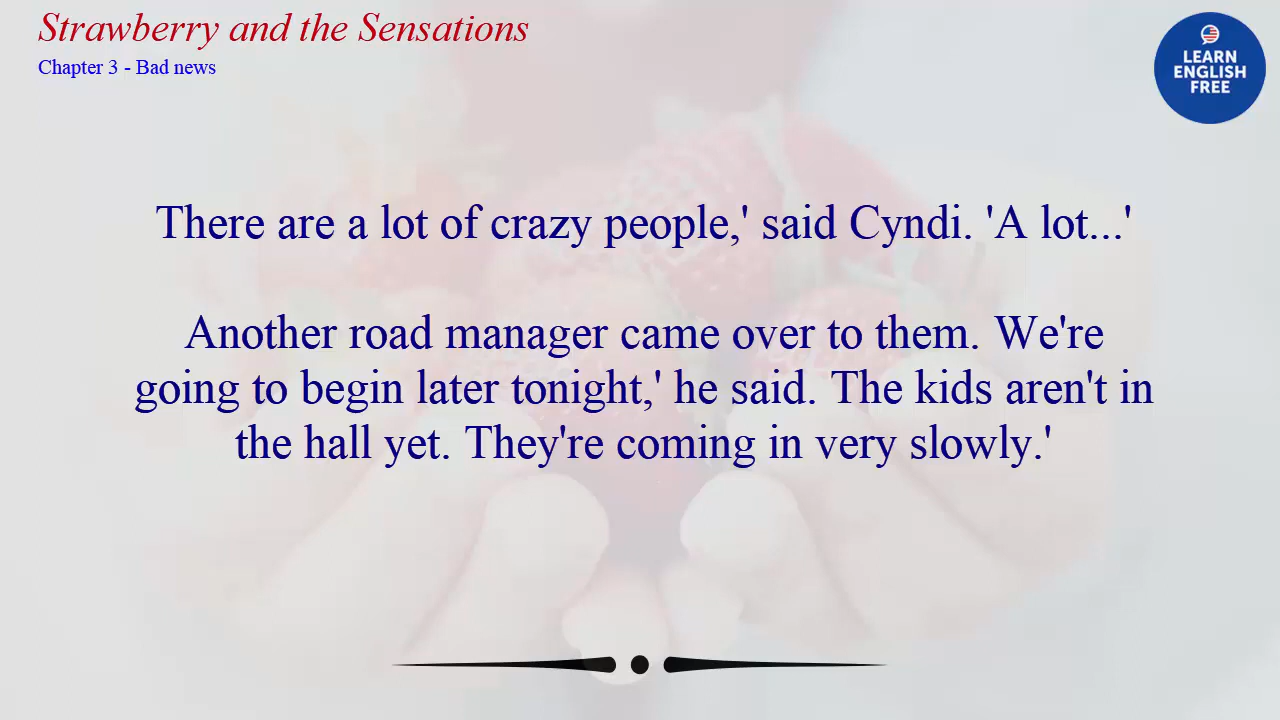 Strawberry and the Sensations
Chapter 3 - Bad news
LEARN
ENGLISH
FREE
There are a lot of crazy people,' said Cyndi. 'A lot...'
Another road manager came over to them. We're
going to begin later tonight,' he said. The kids aren't in
the hall yet. They're coming in very slowly.'